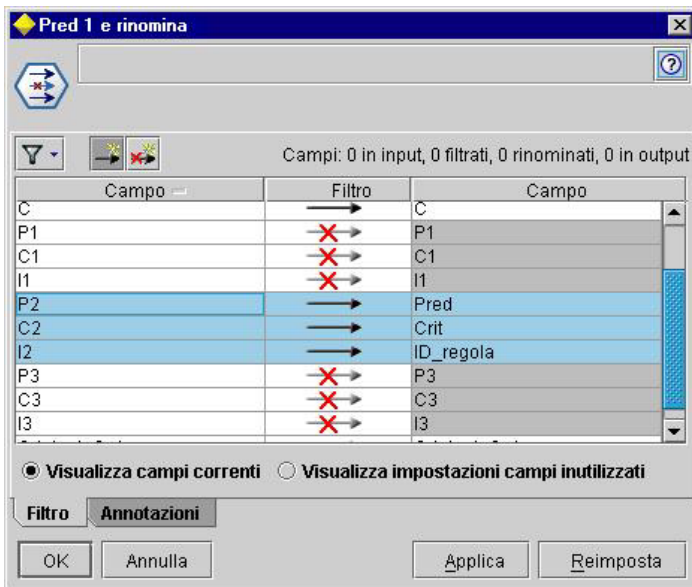 Pred 1 e rinomina
Campi: 0 in input, 0 filtrati, 0 rinominati, 0 in output
Campo Filtro Campo
C C
P1 P1
C1 C1
I1 I1
P2 Pred
C2 Crit
I2 ID_regola
P3 P3
C3 C3
I3 I3
Visualizza campi correnti Visualizza impostazioni campi inutilizzati
Filtro Annotazioni
OK Annulla Applica Reimposta